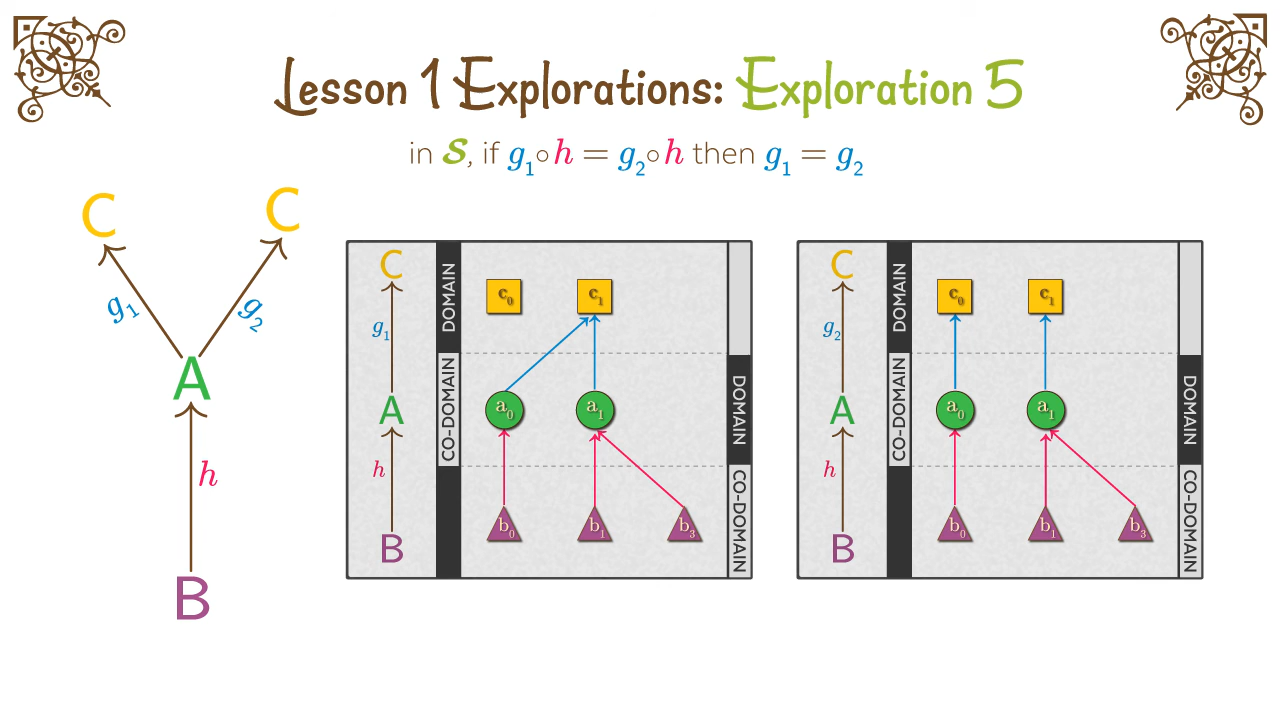 Lesson 1 Explorations: Exploration 5
in S, if g₁∘h = g₂∘h then g₁ = g₂
C
C
g₁
g₂
A
h
B
C
g₁
A
h
B
DOMAIN
CO-DOMAIN
c₀
c₁
a₀
a₁
b₀
b₁
b₃
DOMAIN
CO-DOMAIN
C
g₂
A
h
B
DOMAIN
CO-DOMAIN
c₀
c₁
a₀
a₁
b₀
b₁
b₃
DOMAIN
CO-DOMAIN